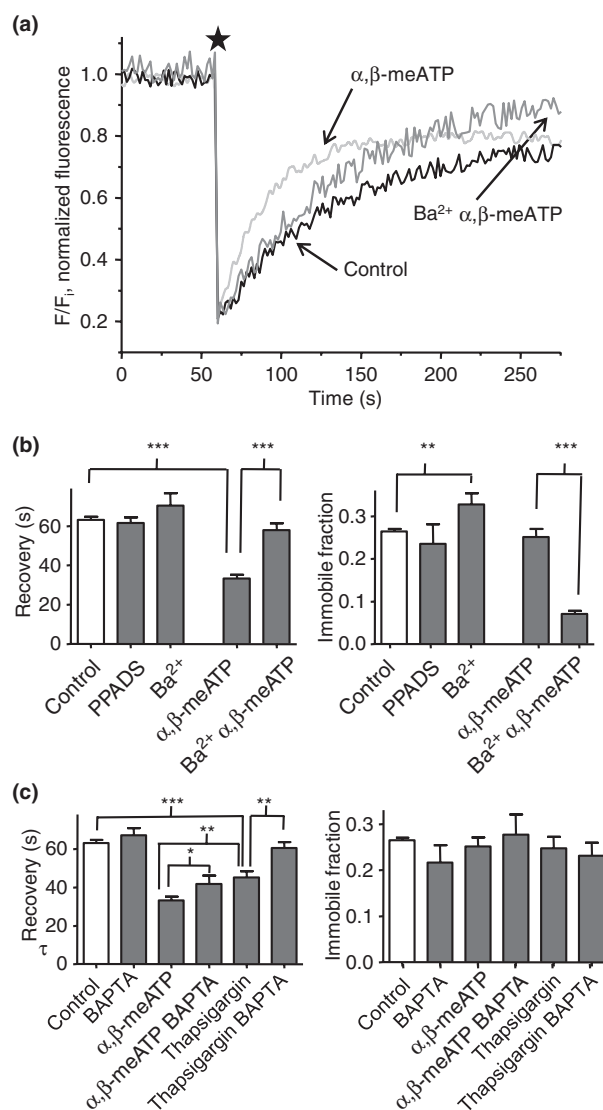 (a)
★
1.0
0.8
0.6
0.4
0.2
F/Fi, normalized fluorescence
α,β-meATP
Ba2+ α,β-meATP
Control
0 50 100 150 200 250
Time (s)
(b)
*** ***
60
40
20
0
Recovery (s)
Control
PPADS
Ba2+
α,β-meATP
Ba2+ α,β-meATP
** ***
0.3
0.2
0.1
0.0
Immobile fraction
Control
PPADS
Ba2+
α,β-meATP
Ba2+ α,β-meATP
(c)
*** **
**
*
60
40
20
0
Recovery (s)
Control
BAPTA
α,β-meATP
α,β-meATP BAPTA
Thapsigargin
Thapsigargin BAPTA
0.3
0.2
0.1
0.0
Immobile fraction
Control
BAPTA
α,β-meATP
α,β-meATP BAPTA
Thapsigargin
Thapsigargin BAPTA